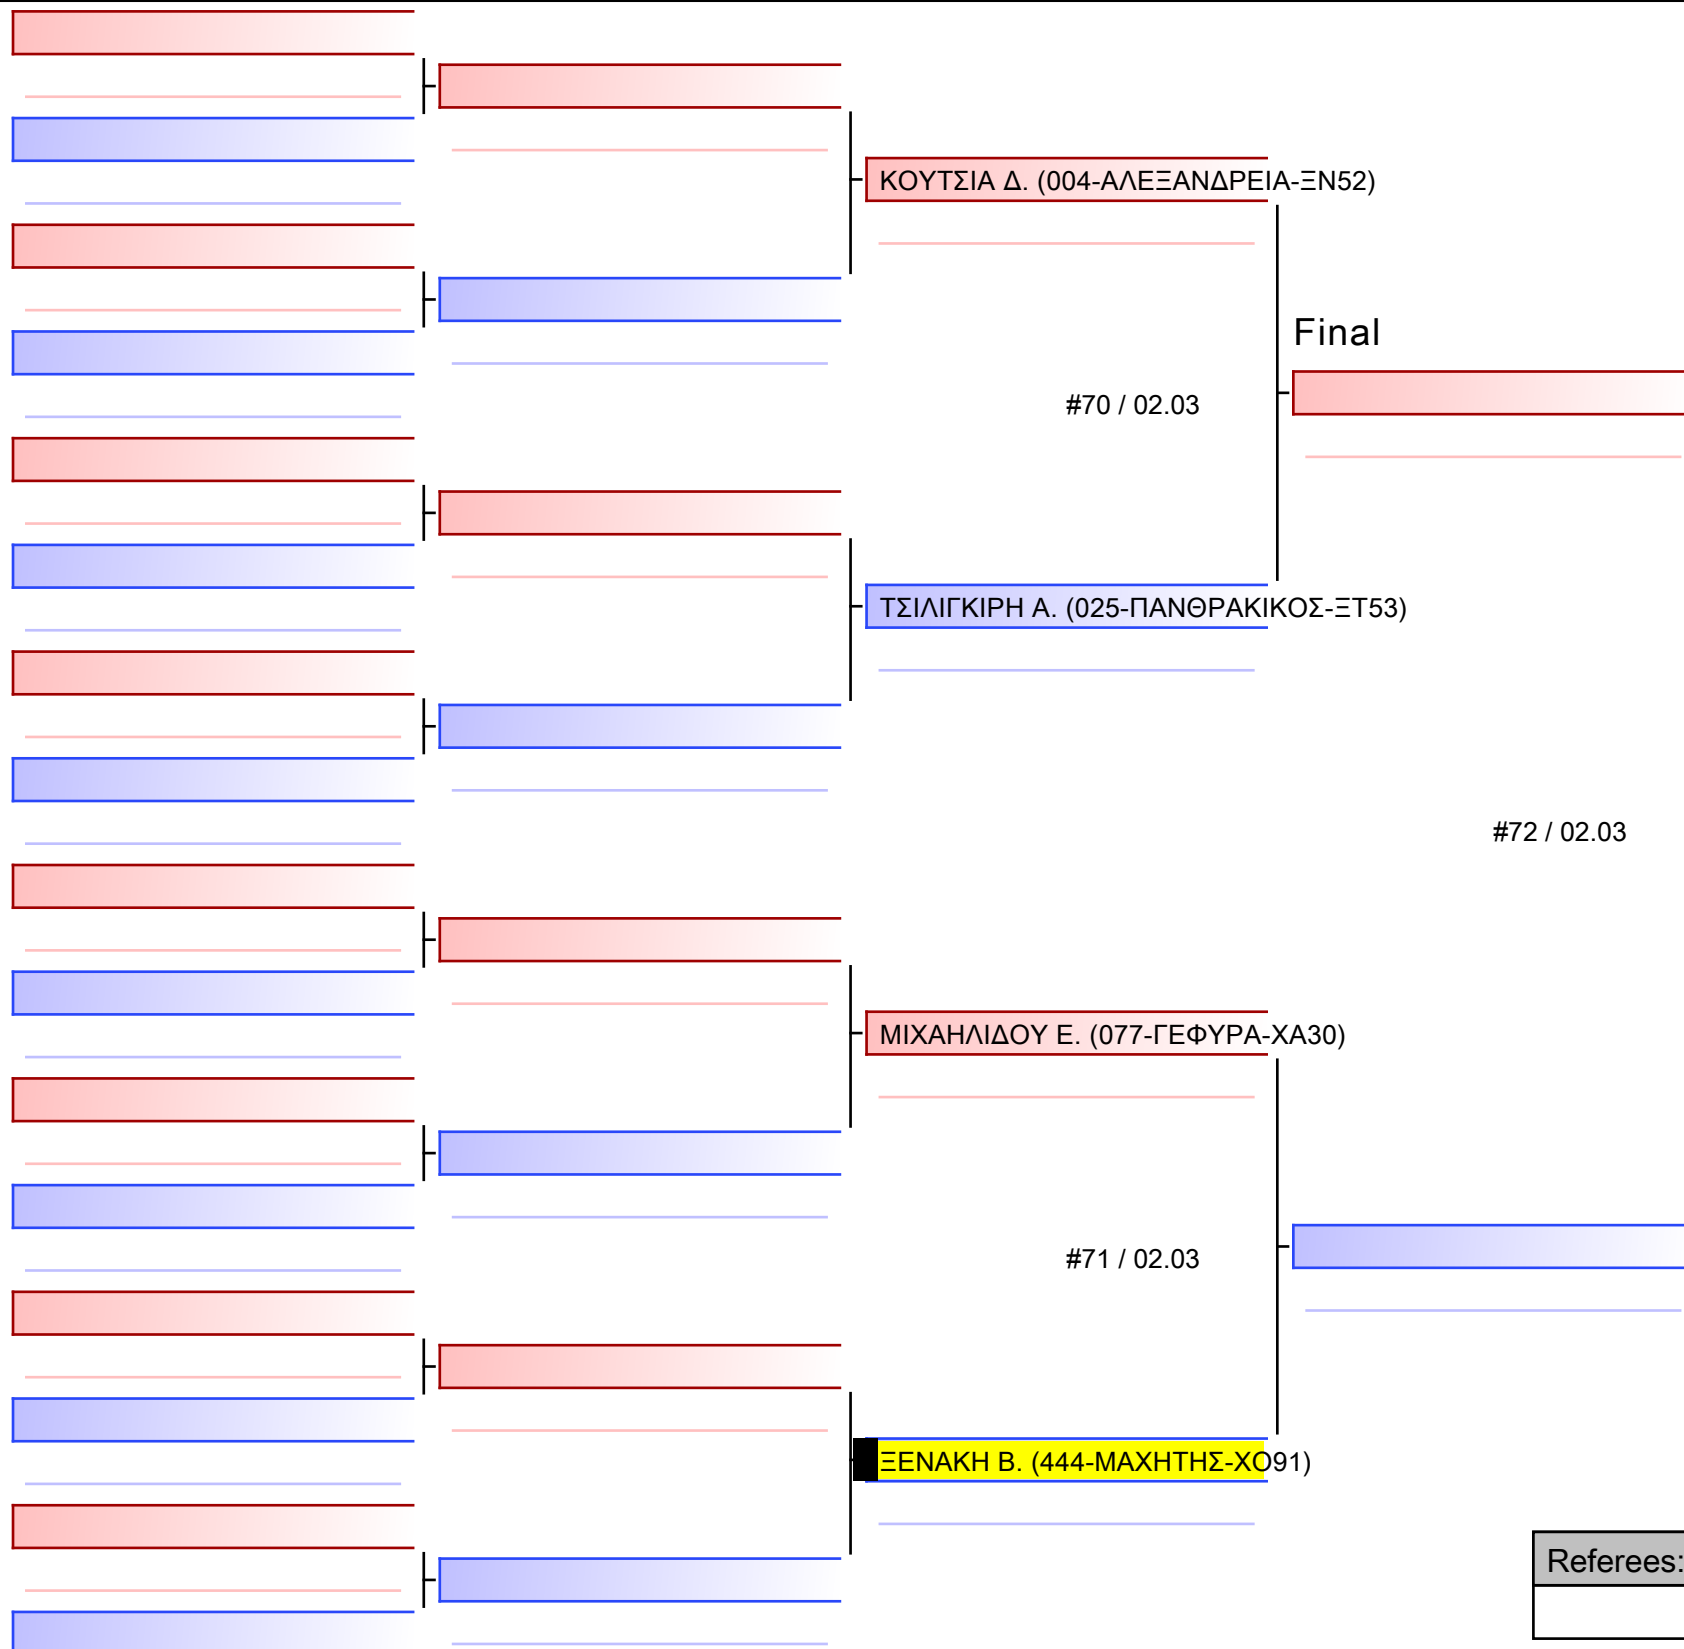 ΚΟΥΤΣΙΑ Δ. (004-ΑΛΕΞΑΝΔΡΕΙΑ-ΞΝ52)
Final
#70 / 02.03
ΤΣΙΛΙΓΚΙΡΗ Α. (025-ΠΑΝΘΡΑΚΙΚΟΣ-ΞΤ53)
#72 / 02.03
ΜΙΧΑΗΛΙΔΟΥ Ε. (077-ΓΕΦΥΡΑ-ΧΑ30)
#71 / 02.03
ΞΕΝΑΚΗ Β. (444-ΜΑΧΗΤΗΣ-ΧΟ91)
Referees: